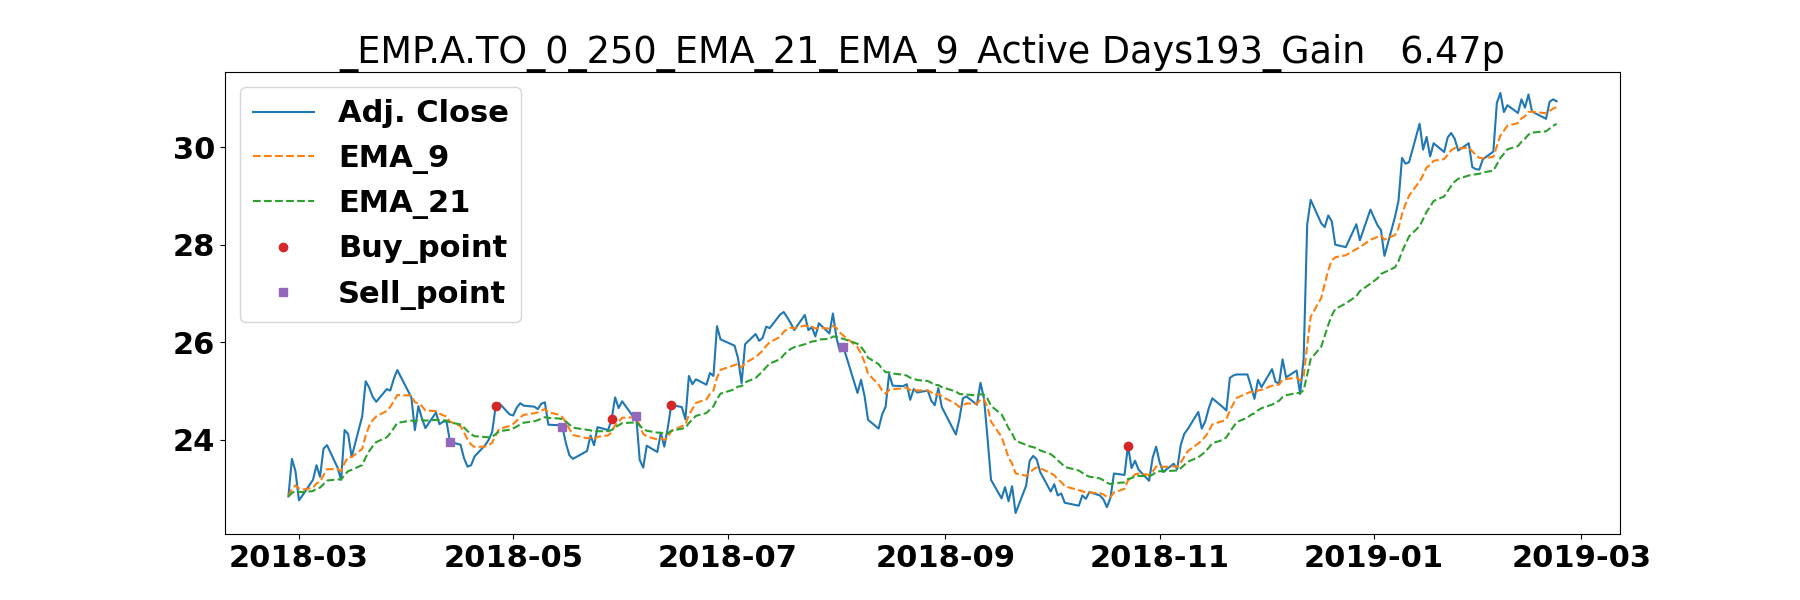 _EMP.A.TO_0_250_EMA_21_EMA_9_Active Days193_Gain   6.47p
Adj. Close
EMA_9
EMA_21
Buy_point
Sell_point
30
28
26
24
2018-03 2018-05 2018-07 2018-09 2018-11 2019-01 2019-03